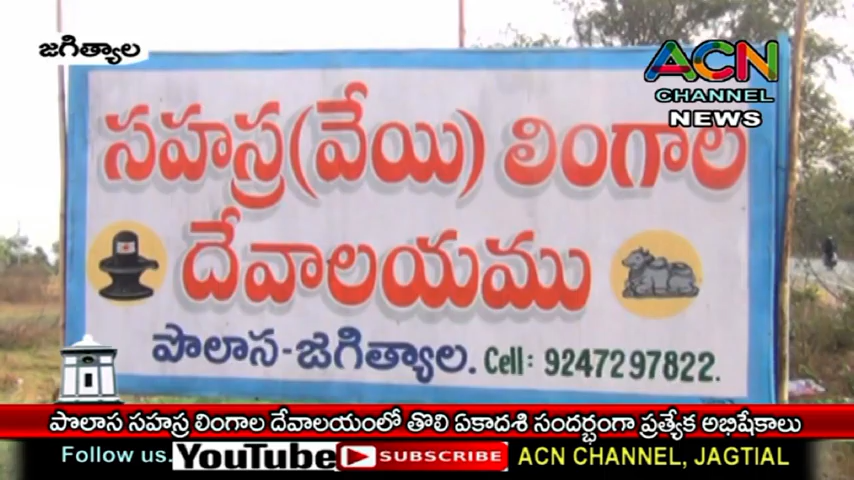 జగిత్యాల
ACN
CHANNEL
NEWS
సహస్ర(వేయి) లింగాల
దేవాలయము
పొలాస-జగిత్యాల. Cell: 9247297822.
పొలాస సహస్ర లింగాల దేవాలయంలో తొలి ఏకాదశి సందర్భంగా ప్రత్యేక అభిషేకాలు
Follow us. YouTube SUBSCRIBE ACN CHANNEL, JAGTIAL